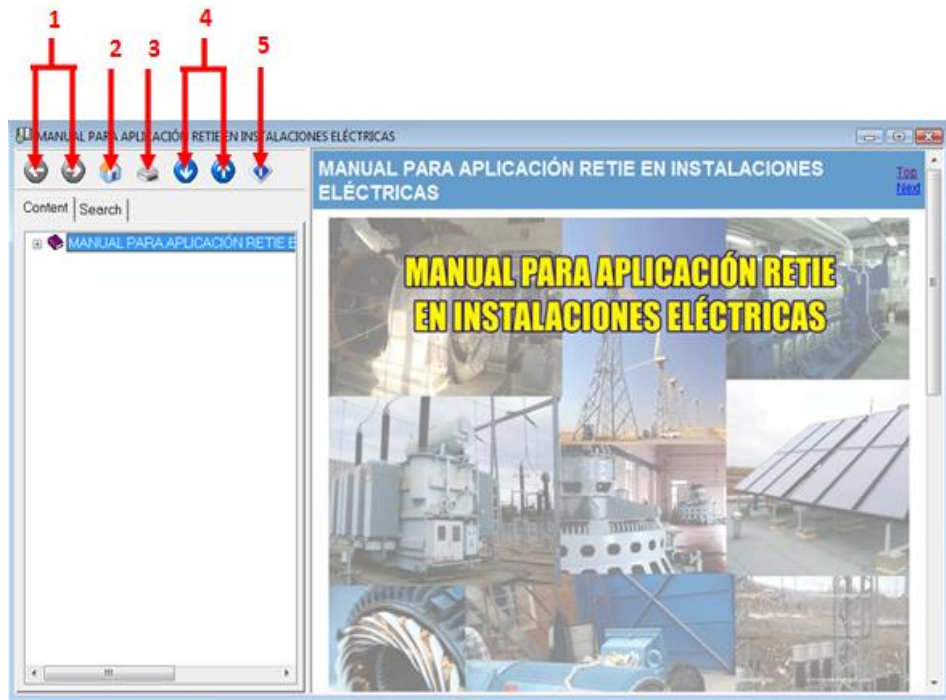 1
2
3
4
5
MANUAL PARA APLICACIÓN RETIE EN INSTALACIONES ELÉCTRICAS
Content
Search
MANUAL PARA APLICACIÓN RETIE E
MANUAL PARA APLICACIÓN RETIE EN INSTALACIONES
ELÉCTRICAS
Top
Next
MANUAL PARA APLICACIÓN RETIE
EN INSTALACIONES ELÉCTRICAS